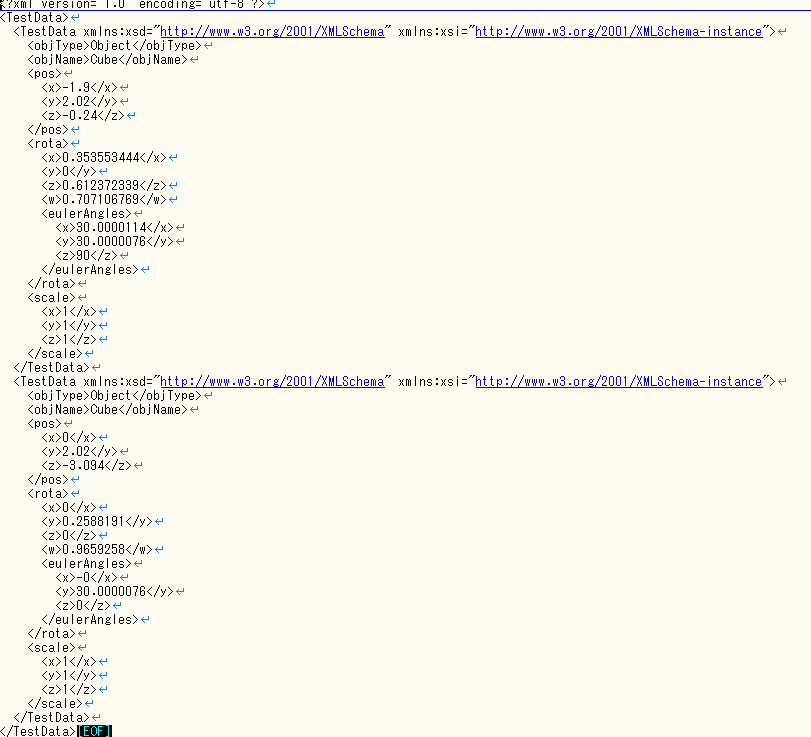 <?xml version="1.0" encoding="utf-8"?>↵
<TestData>↵
<TestData xmlns:xsd="http://www.w3.org/2001/XMLSchema" xmlns:xsi="http://www.w3.org/2001/XMLSchema-instance">↵
<objType>Object</objType>↵
<objName>Cube</objName>↵
<pos>↵
<x>-1.9</x>↵
<y>2.02</y>↵
<z>-0.24</z>↵
</pos>↵
<rota>↵
<x>0.353553444</x>↵
<y>0</y>↵
<z>0.612372339</z>↵
<w>0.707106769</w>↵
<eulerAngles>↵
<x>30.0000114</x>↵
<y>30.0000076</y>↵
<z>90</z>↵
</eulerAngles>↵
</rota>↵
<scale>↵
<x>1</x>↵
<y>1</y>↵
<z>1</z>↵
</scale>↵
</TestData>↵
<TestData xmlns:xsd="http://www.w3.org/2001/XMLSchema" xmlns:xsi="http://www.w3.org/2001/XMLSchema-instance">↵
<objType>Object</objType>↵
<objName>Cube</objName>↵
<pos>↵
<x>0</x>↵
<y>2.02</y>↵
<z>-3.094</z>↵
</pos>↵
<rota>↵
<x>0</x>↵
<y>0.2588191</y>↵
<z>0</z>↵
<w>0.9659258</w>↵
<eulerAngles>↵
<x>-0</x>↵
<y>30.0000076</y>↵
<z>0</z>↵
</eulerAngles>↵
</rota>↵
<scale>↵
<x>1</x>↵
<y>1</y>↵
<z>1</z>↵
</scale>↵
</TestData>↵
</TestData>[EOF]